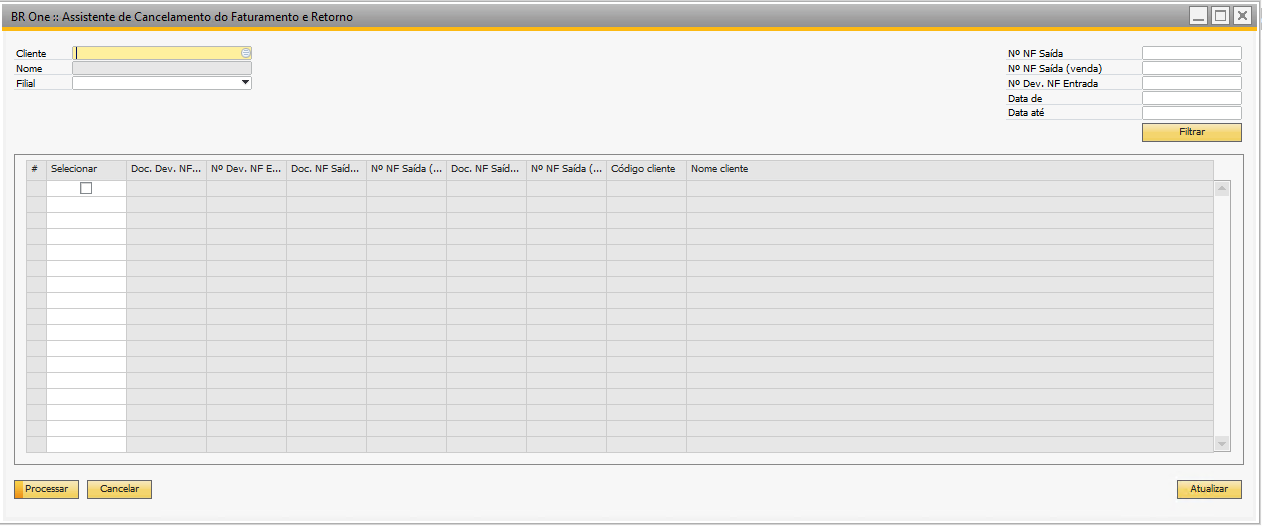 BR One :: Assistente de Cancelamento do Faturamento e Retorno
Cliente
Nome
Filial
Nº NF Saída
Nº NF Saída (venda)
Nº Dev. NF Entrada
Data de
Data até
Filtrar
# Selecionar Doc. Dev. NF... Nº Dev. NF E... Doc. NF Saíd... Nº NF Saída (... Doc. NF Saíd... Nº NF Saída (... Código cliente Nome cliente
Processar Cancelar Atualizar